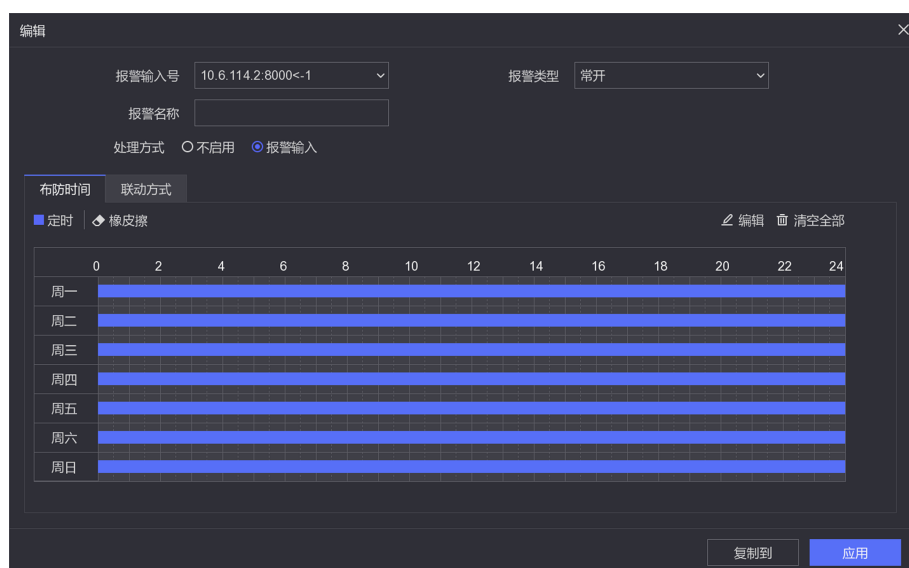 编辑
报警输入号 10.6.114.2:8000<-1 报警类型 常开
报警名称
处理方式 不启用 报警输入
布防时间 联动方式
定时 橡皮擦 编辑 清空全部
0 2 4 6 8 10 12 14 16 18 20 22 24
周一
周二
周三
周四
周五
周六
周日
复制到 应用